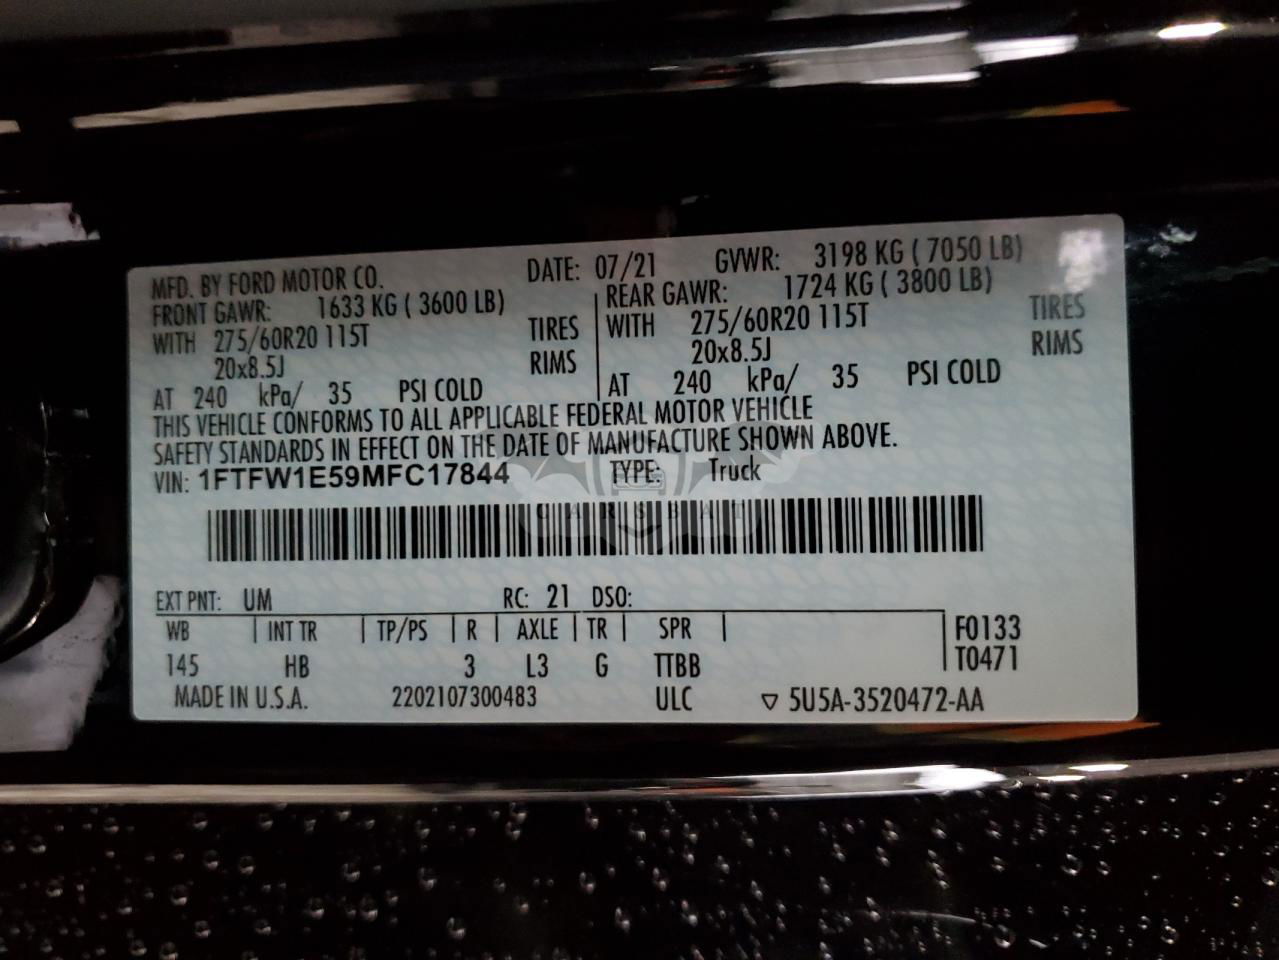 MFD. BY FORD MOTOR CO. DATE: 07/21 GVWR: 3198 KG ( 7050 LB)
FRONT GAWR: 1633 KG ( 3600 LB) REAR GAWR: 1724 KG ( 3800 LB)
WITH 275/60R20 115T TIRES WITH 275/60R20 115T TIRES
20x8.5J RIMS 20x8.5J RIMS
AT 240 kPa/ 35 PSI COLD AT 240 kPa/ 35 PSI COLD
THIS VEHICLE CONFORMS TO ALL APPLICABLE FEDERAL MOTOR VEHICLE
SAFETY STANDARDS IN EFFECT ON THE DATE OF MANUFACTURE SHOWN ABOVE.
VIN: 1FTFW1E59MFC17844 TYPE: Truck
CARSBAT
EXT PNT: UM RC: 21 DSO:
WB INT TR TP/PS R AXLE TR SPR F0133
145 HB 3 L3 G TTBB T0471
MADE IN U.S.A. 2202107300483 ULC ▽ 5U5A-3520472-AA